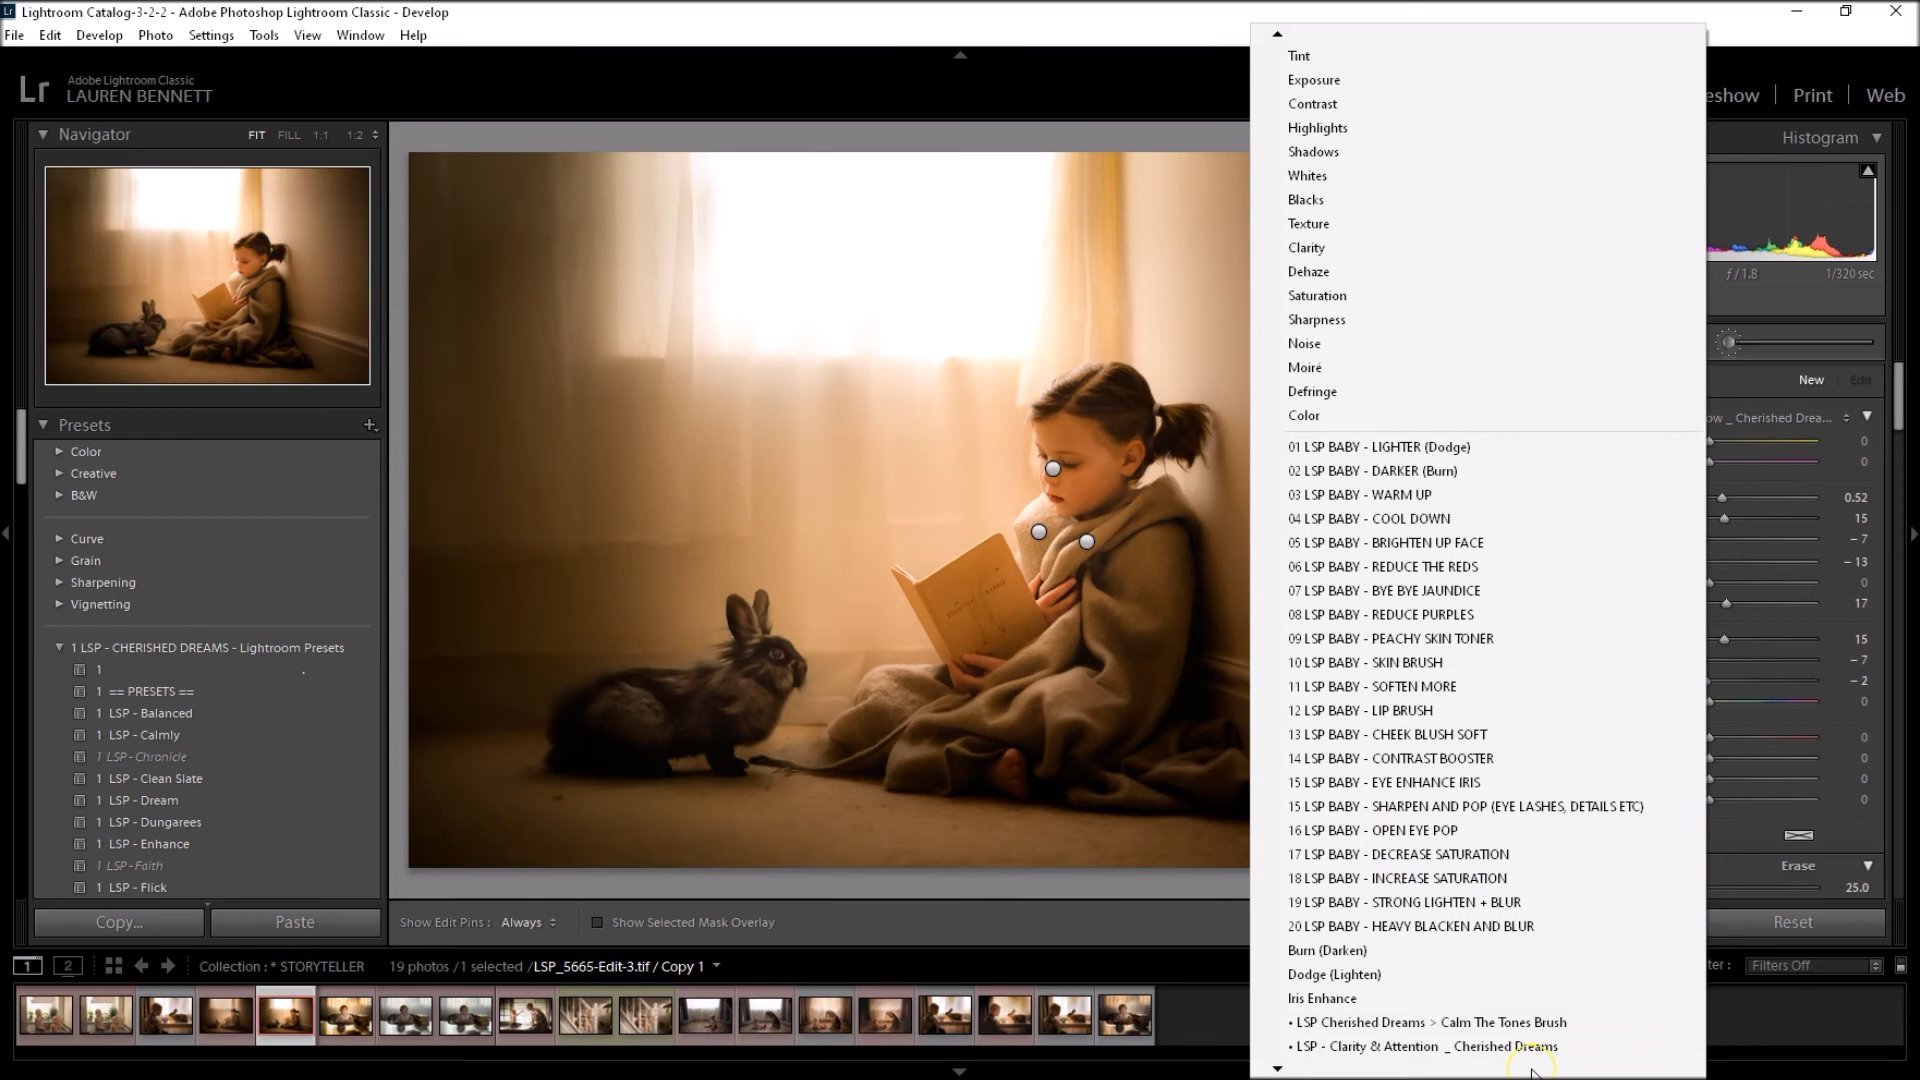 Lightroom Catalog-3-2-2 - Adobe Photoshop Lightroom Classic - Develop
File Edit Develop Photo Settings Tools View Window Help
Lr Adobe Lightroom Classic
LAUREN BENNETT
eshow | Print | Web
Navigator FIT FILL 1:1 1:2
Histogram
ƒ / 1.8 1/320 sec
Presets
Color
Creative
B&W
Curve
Grain
Sharpening
Vignetting
1 LSP - CHERISHED DREAMS - Lightroom Presets
1 .
1 == PRESETS ==
1 LSP - Balanced
1 LSP - Calmly
1 LSP - Chronicle
1 LSP - Clean Slate
1 LSP - Dream
1 LSP - Dungarees
1 LSP - Enhance
1 LSP - Faith
1 LSP - Flick
Copy... Paste
Show Edit Pins : Always Show Selected Mask Overlay
Tint
Exposure
Contrast
Highlights
Shadows
Whites
Blacks
Texture
Clarity
Dehaze
Saturation
Sharpness
Noise
Moiré
Defringe
Color
01 LSP BABY - LIGHTER (Dodge)
02 LSP BABY - DARKER (Burn)
03 LSP BABY - WARM UP
04 LSP BABY - COOL DOWN
05 LSP BABY - BRIGHTEN UP FACE
06 LSP BABY - REDUCE THE REDS
07 LSP BABY - BYE BYE JAUNDICE
08 LSP BABY - REDUCE PURPLES
09 LSP BABY - PEACHY SKIN TONER
10 LSP BABY - SKIN BRUSH
11 LSP BABY - SOFTEN MORE
12 LSP BABY - LIP BRUSH
13 LSP BABY - CHEEK BLUSH SOFT
14 LSP BABY - CONTRAST BOOSTER
15 LSP BABY - EYE ENHANCE IRIS
15 LSP BABY - SHARPEN AND POP (EYE LASHES, DETAILS ETC)
16 LSP BABY - OPEN EYE POP
17 LSP BABY - DECREASE SATURATION
18 LSP BABY - INCREASE SATURATION
19 LSP BABY - STRONG LIGHTEN + BLUR
20 LSP BABY - HEAVY BLACKEN AND BLUR
Burn (Darken)
Dodge (Lighten)
Iris Enhance
• LSP Cherished Dreams > Calm The Tones Brush
• LSP - Clarity & Attention _ Cherished Dreams
New Edit
ow _ Cherished Drea...
0
0
0.52
15
- 7
- 13
0
17
15
- 7
- 2
0
0
0
0
Erase
25.0
Reset
1 2 Collection : * STORYTELLER 19 photos / 1 selected / LSP_5665-Edit-3.tif / Copy 1
ter : Filters Off